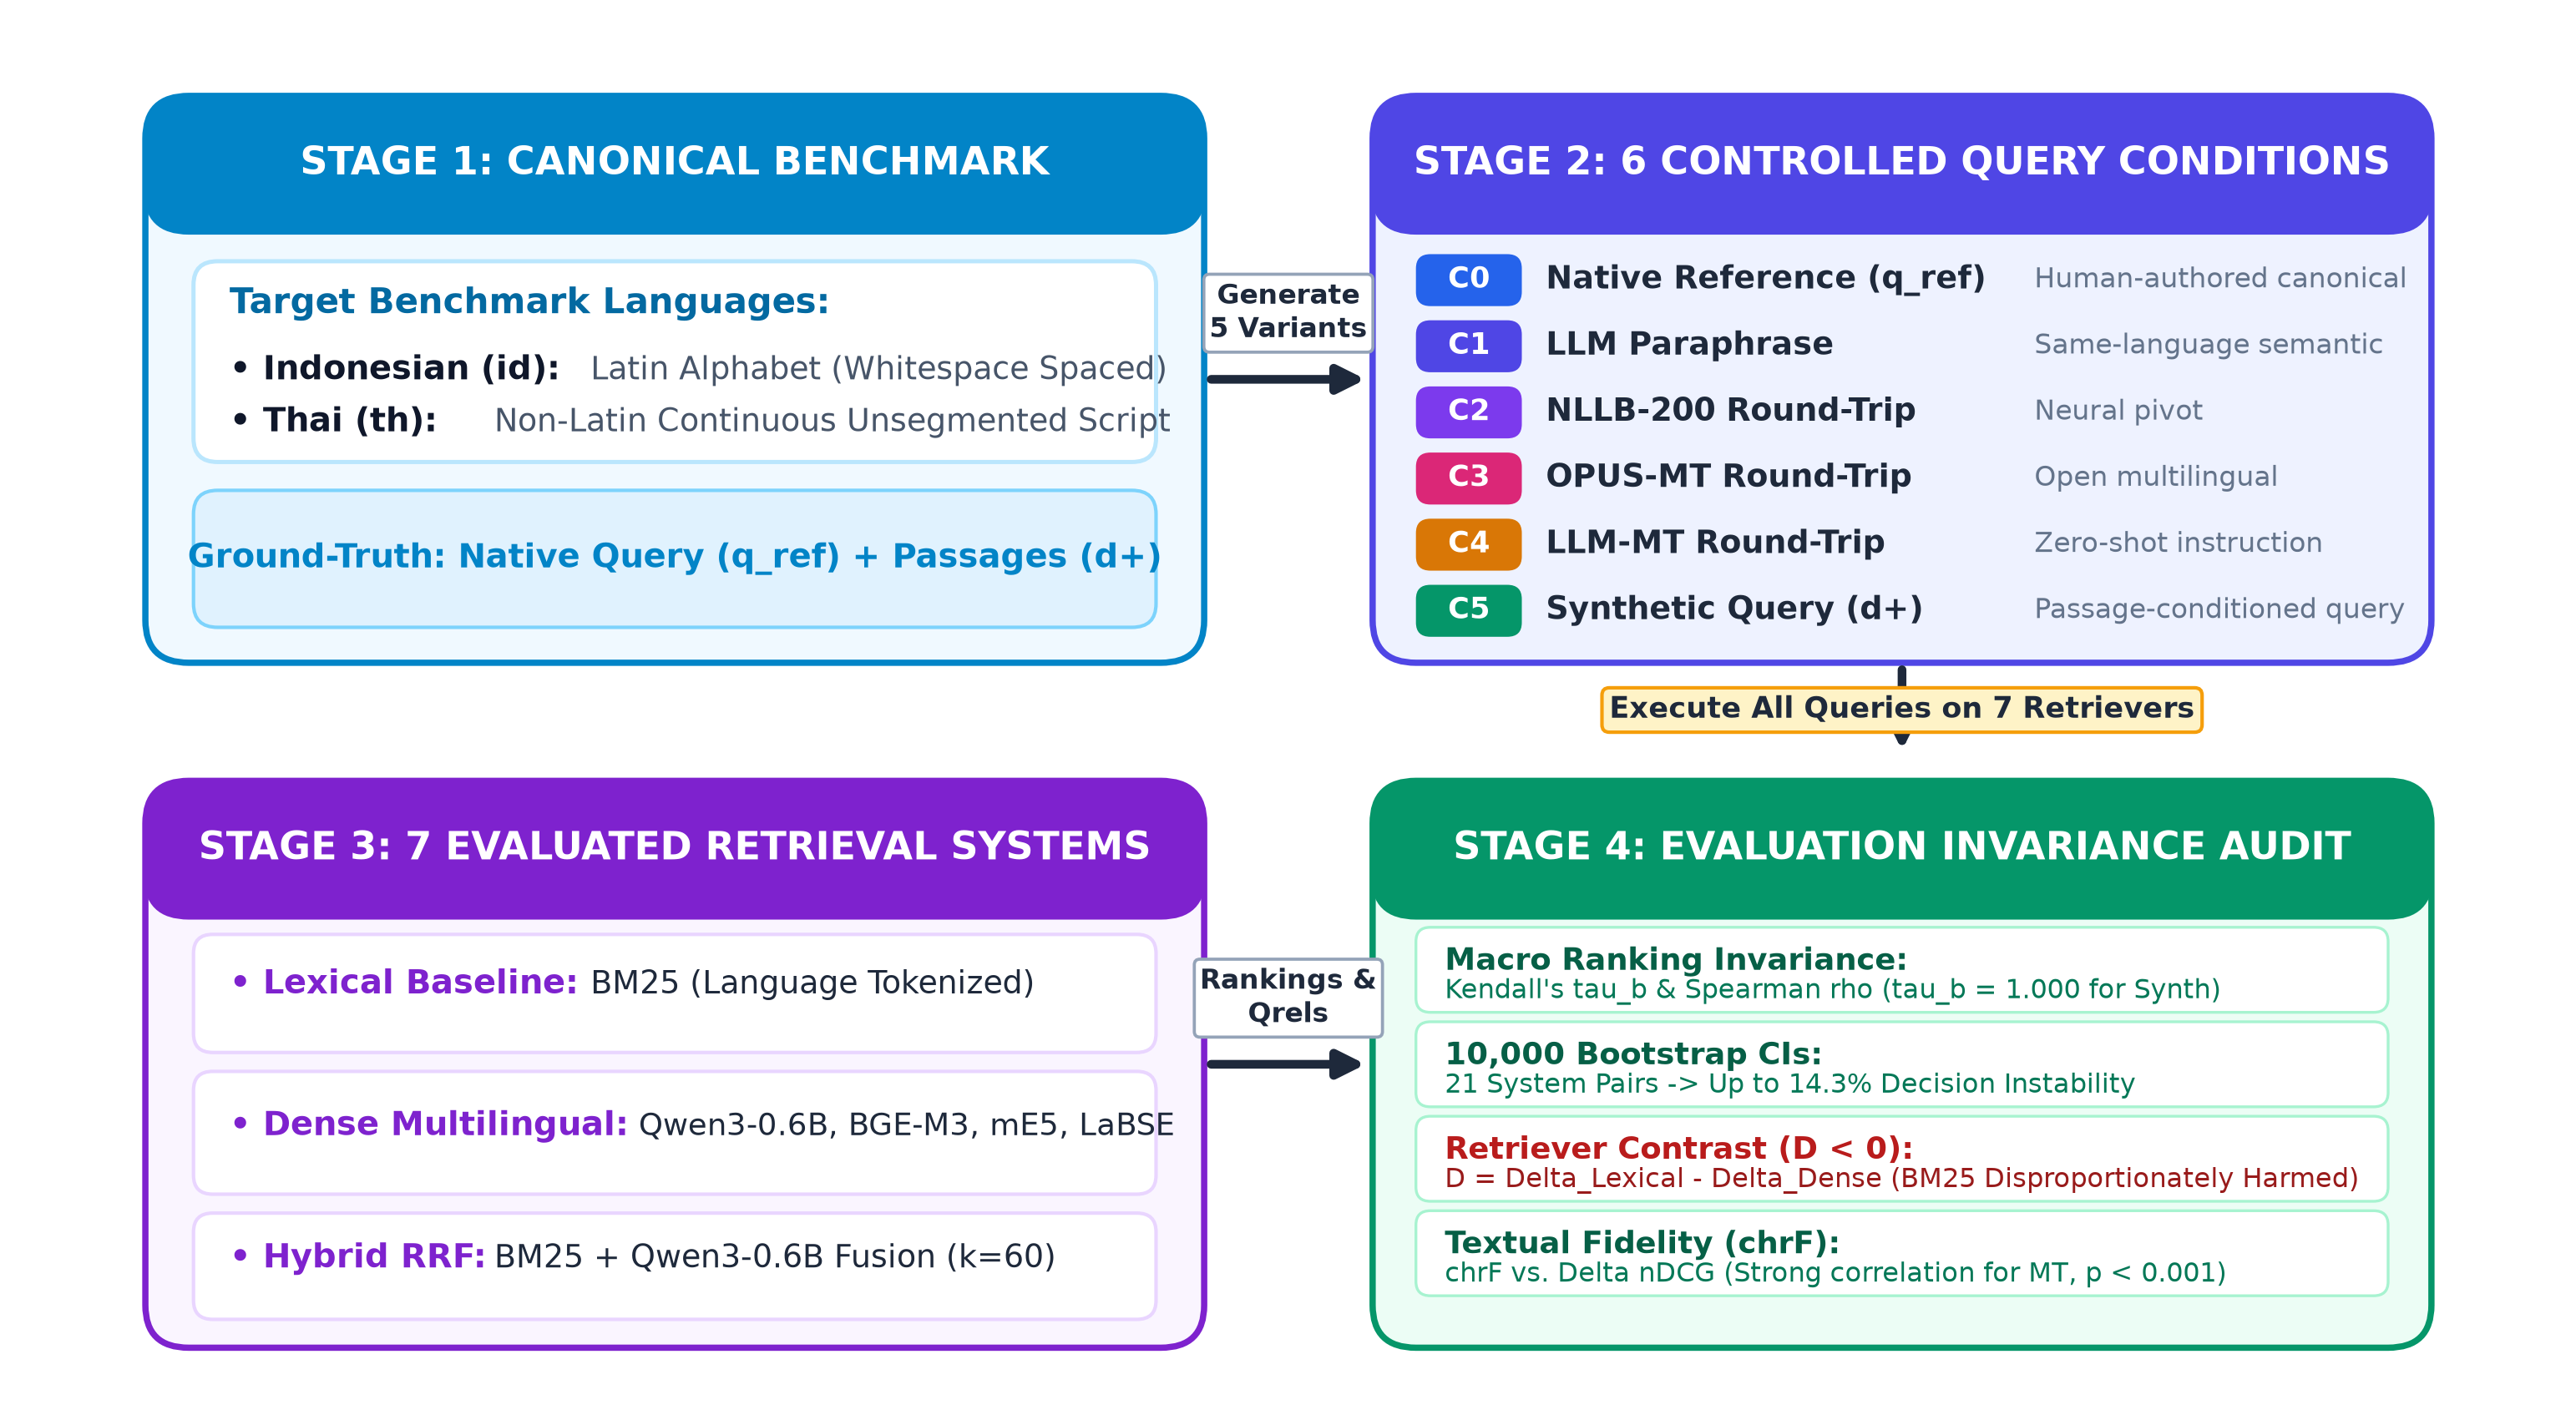 STAGE 1: CANONICAL BENCHMARK
Target Benchmark Languages:
• Indonesian (id): Latin Alphabet (Whitespace Spaced)
• Thai (th): Non-Latin Continuous Unsegmented Script
Ground-Truth: Native Query (q_ref) + Passages (d+)
Generate
5 Variants
STAGE 2: 6 CONTROLLED QUERY CONDITIONS
C0 Native Reference (q_ref) Human-authored canonical
C1 LLM Paraphrase Same-language semantic
C2 NLLB-200 Round-Trip Neural pivot
C3 OPUS-MT Round-Trip Open multilingual
C4 LLM-MT Round-Trip Zero-shot instruction
C5 Synthetic Query (d+) Passage-conditioned query
Execute All Queries on 7 Retrievers
STAGE 3: 7 EVALUATED RETRIEVAL SYSTEMS
• Lexical Baseline: BM25 (Language Tokenized)
• Dense Multilingual: Qwen3-0.6B, BGE-M3, mE5, LaBSE
• Hybrid RRF: BM25 + Qwen3-0.6B Fusion (k=60)
Rankings &
Qrels
STAGE 4: EVALUATION INVARIANCE AUDIT
Macro Ranking Invariance:
Kendall's tau_b & Spearman rho (tau_b = 1.000 for Synth)
10,000 Bootstrap CIs:
21 System Pairs -> Up to 14.3% Decision Instability
Retriever Contrast (D < 0):
D = Delta_Lexical - Delta_Dense (BM25 Disproportionately Harmed)
Textual Fidelity (chrF):
chrF vs. Delta nDCG (Strong correlation for MT, p < 0.001)